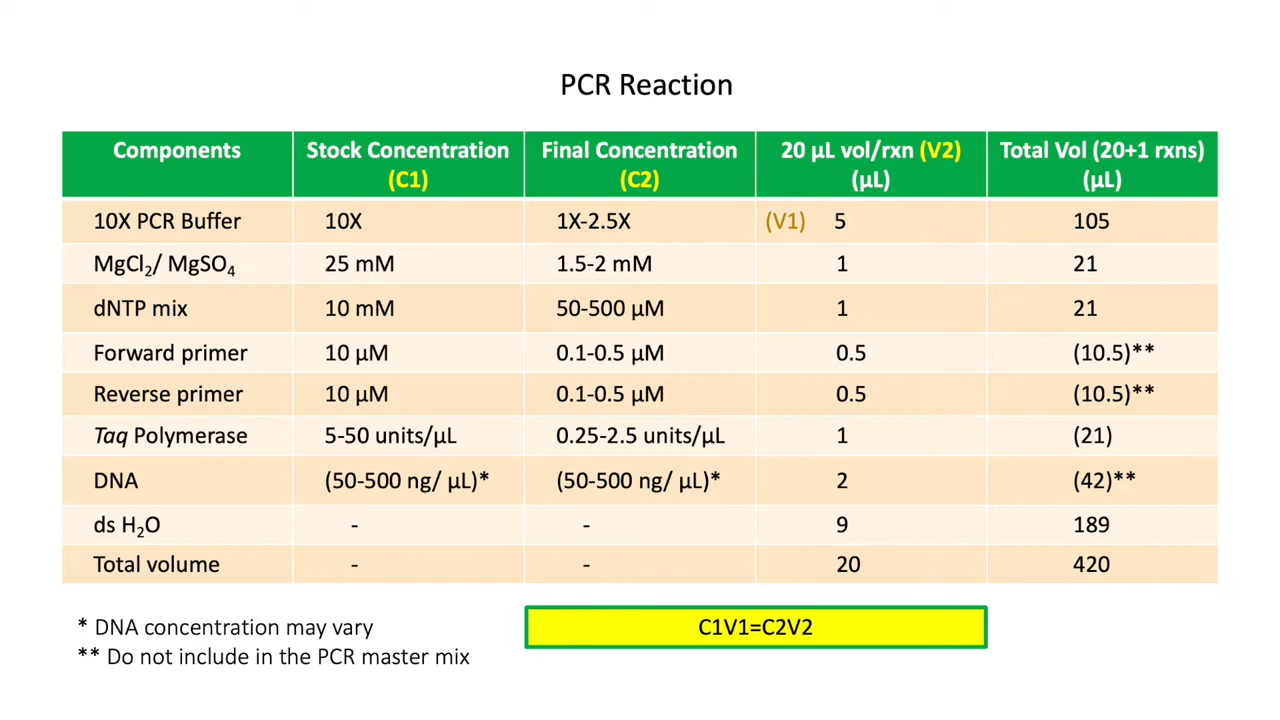 PCR Reaction
Components Stock Concentration (C1) Final Concentration (C2) 20 µL vol/rxn (V2) (µL) Total Vol (20+1 rxns) (µL)
10X PCR Buffer 10X 1X-2.5X (V1) 5 105
MgCl₂/ MgSO₄ 25 mM 1.5-2 mM 1 21
dNTP mix 10 mM 50-500 µM 1 21
Forward primer 10 µM 0.1-0.5 µM 0.5 (10.5)**
Reverse primer 10 µM 0.1-0.5 µM 0.5 (10.5)**
Taq Polymerase 5-50 units/µL 0.25-2.5 units/µL 1 (21)
DNA (50-500 ng/ µL)* (50-500 ng/ µL)* 2 (42)**
ds H₂O - - 9 189
Total volume - - 20 420
* DNA concentration may vary
** Do not include in the PCR master mix
C1V1=C2V2